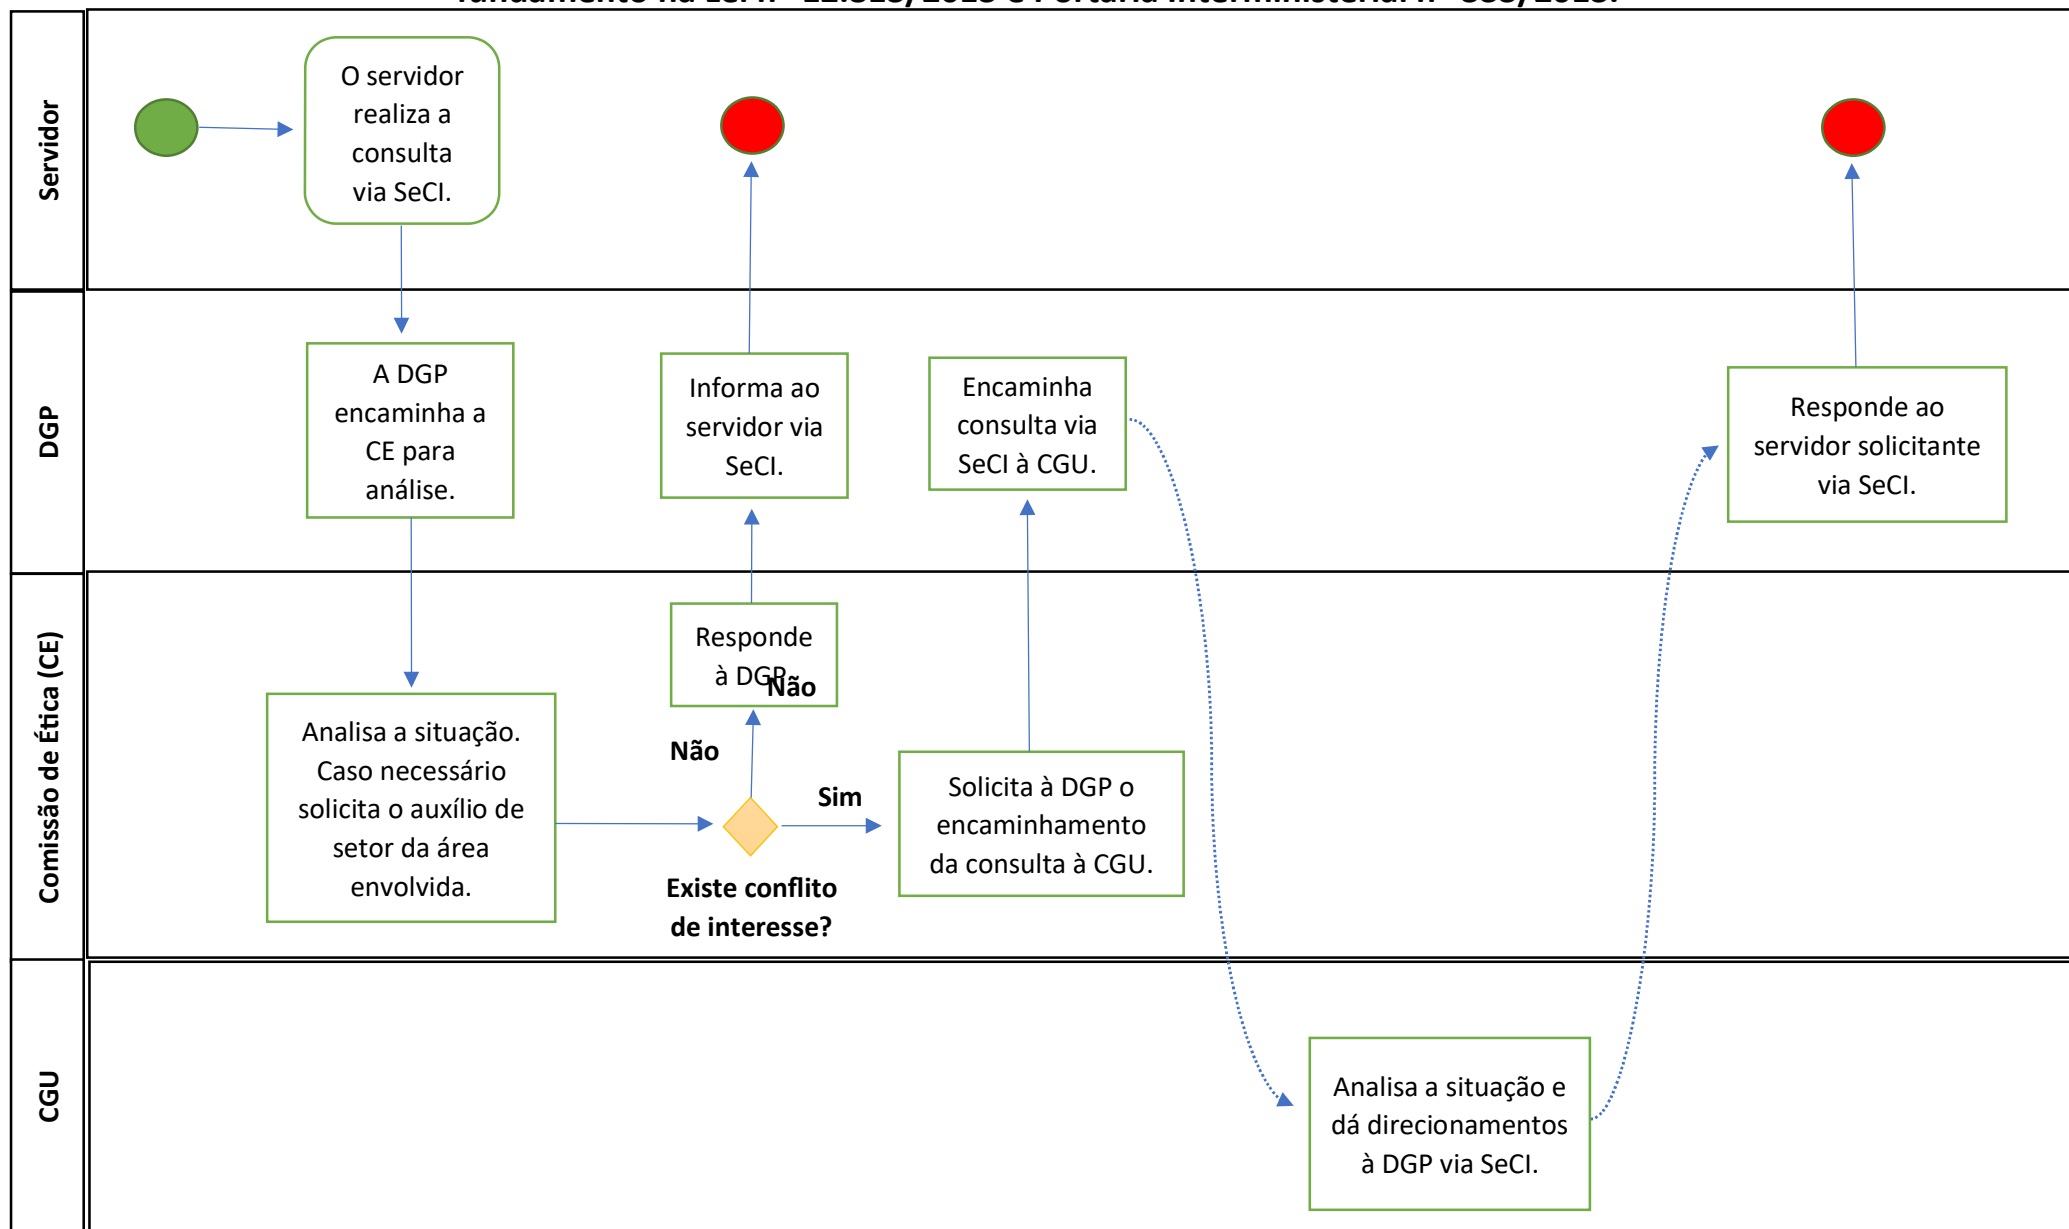 Servidor
O servidor
realiza a
consulta
via SeCI.
DGP
A DGP
encaminha a
CE para
análise.
Informa ao
servidor via
SeCI.
Encaminha
consulta via
SeCI à CGU.
Responde ao
servidor solicitante
via SeCI.
Comissão de Ética (CE)
Analisa a situação.
Caso necessário
solicita o auxílio de
setor da área
envolvida.
Responde
à DGP
Não
Não
Sim
Existe conflito
de interesse?
Solicita à DGP o
encaminhamento
da consulta à CGU.
CGU
Analisa a situação e
dá direcionamentos
à DGP via SeCI.